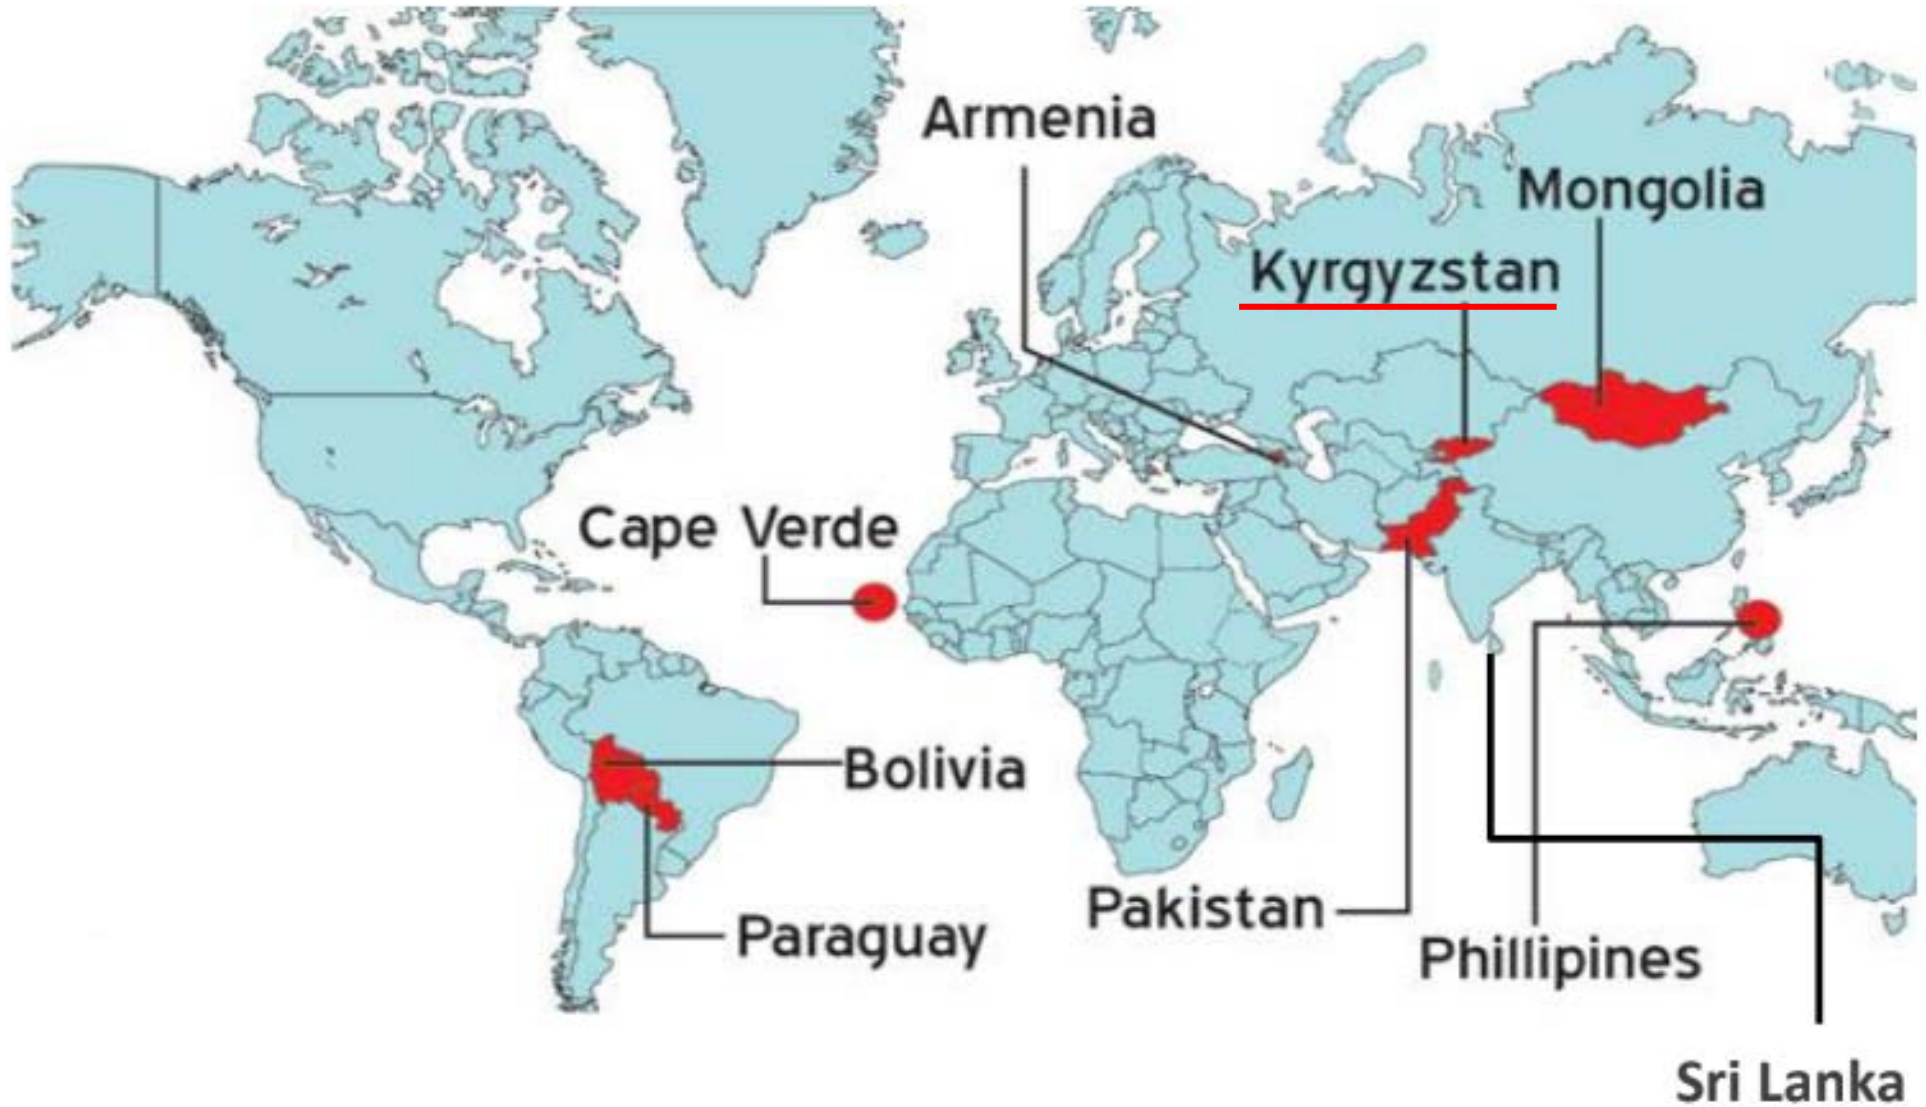 Armenia
Mongolia
Kyrgyzstan
Cape Verde
Bolivia
Pakistan
Paraguay
Phillipines
Sri Lanka